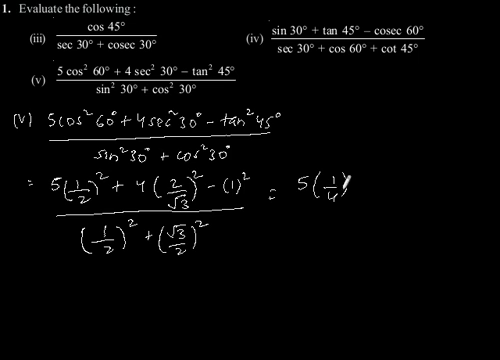 1. Evaluate the following :
(iii) cos 45° / (sec 30° + cosec 30°) (iv) (sin 30° + tan 45° – cosec 60°) / (sec 30° + cos 60° + cot 45°)
(v) (5 cos² 60° + 4 sec² 30° – tan² 45°) / (sin² 30° + cos² 30°)
(v) 5cos²60° + 4sec²30° - tan²45°
sin²30° + cos²30°
= 5(1/2)² + 4(2/√3)² - (1)² = 5(1/4)
(1/2)² + (√3/2)²